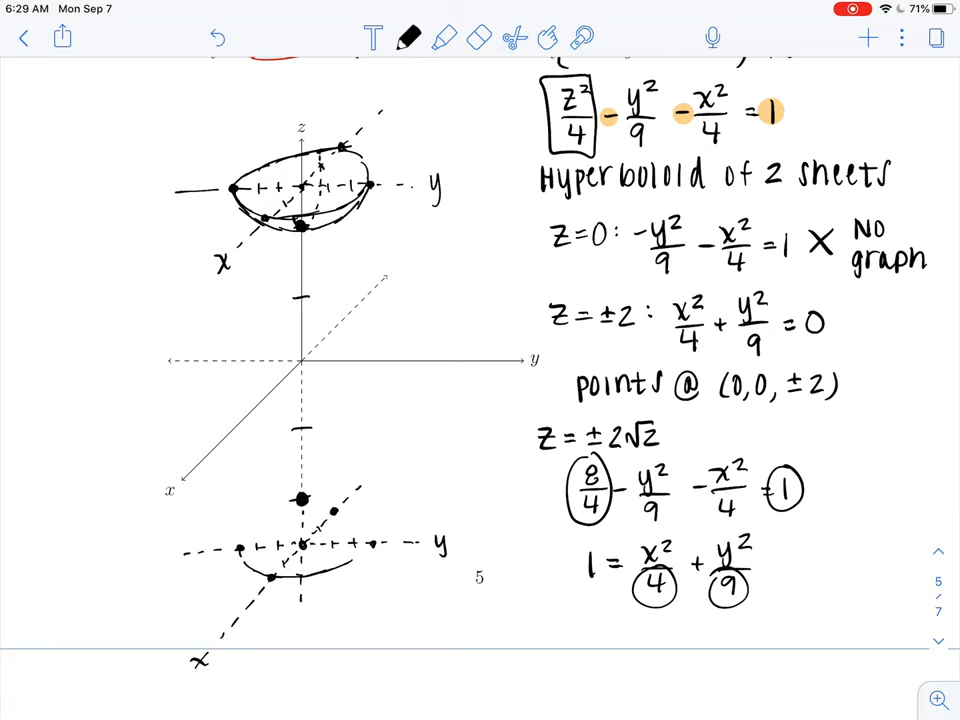 6:29 AM Mon Sep 7
71%
T
z²/4 - y²/9 - x²/4 = 1
Hyperboloid of 2 sheets
z=0: -y²/9 - x²/4 = 1 X No graph
z = ±2: x²/4 + y²/9 = 0
points @ (0,0,±2)
z = ±2√2
8/4 - y²/9 - x²/4 = 1
1 = x²/4 + y²/9
z
y
x
y
x
y
x
5
5
/
7